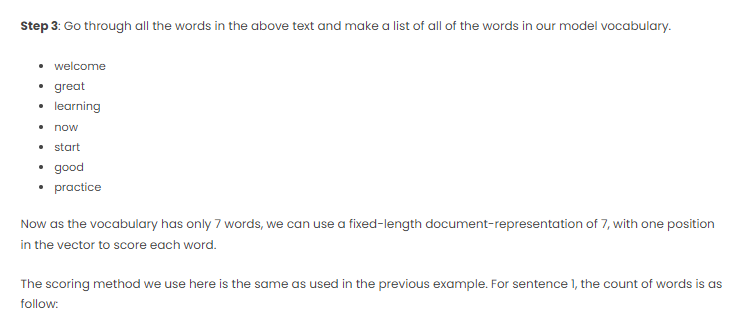 Step 3: Go through all the words in the above text and make a list of all of the words in our model vocabulary.
• welcome
• great
• learning
• now
• start
• good
• practice
Now as the vocabulary has only 7 words, we can use a fixed-length document-representation of 7, with one position
in the vector to score each word.
The scoring method we use here is the same as used in the previous example. For sentence 1, the count of words is as
follow: